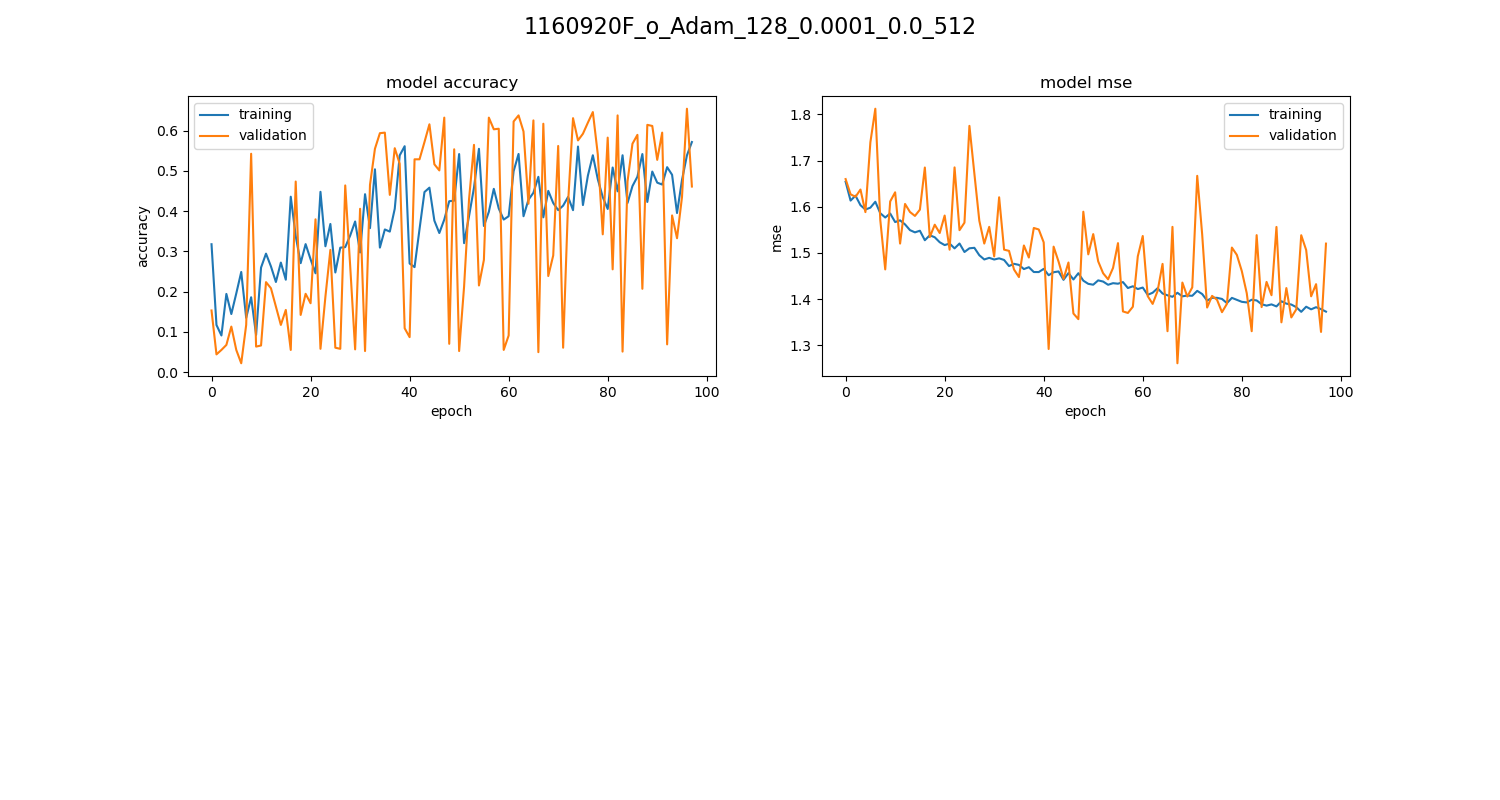 1160920F_o_Adam_128_0.0001_0.0_512
model accuracy
training
validation
accuracy
0.6
0.5
0.4
0.3
0.2
0.1
0.0
0 20 40 60 80 100
epoch
model mse
training
validation
mse
1.8
1.7
1.6
1.5
1.4
1.3
0 20 40 60 80 100
epoch